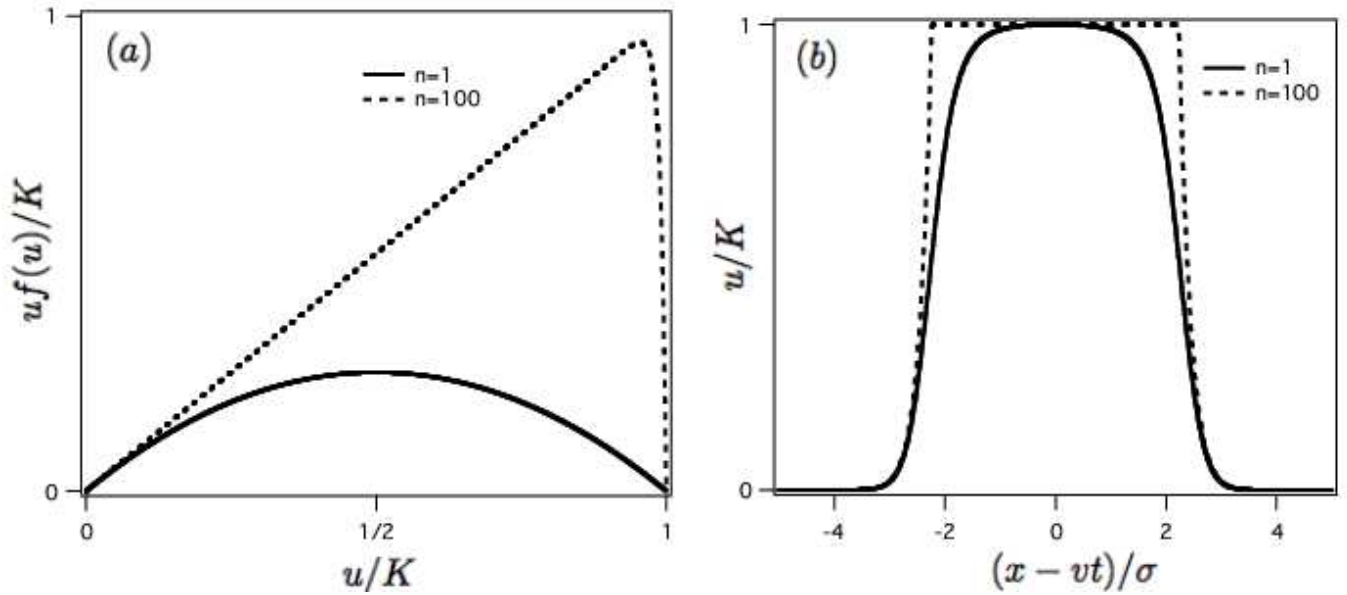 (a)
n=1
n=100
1
0
uf(u)/K
0
1/2
1
u/K
(b)
n=1
n=100
1
0
u/K
-4
-2
0
2
4
(x − vt)/σ